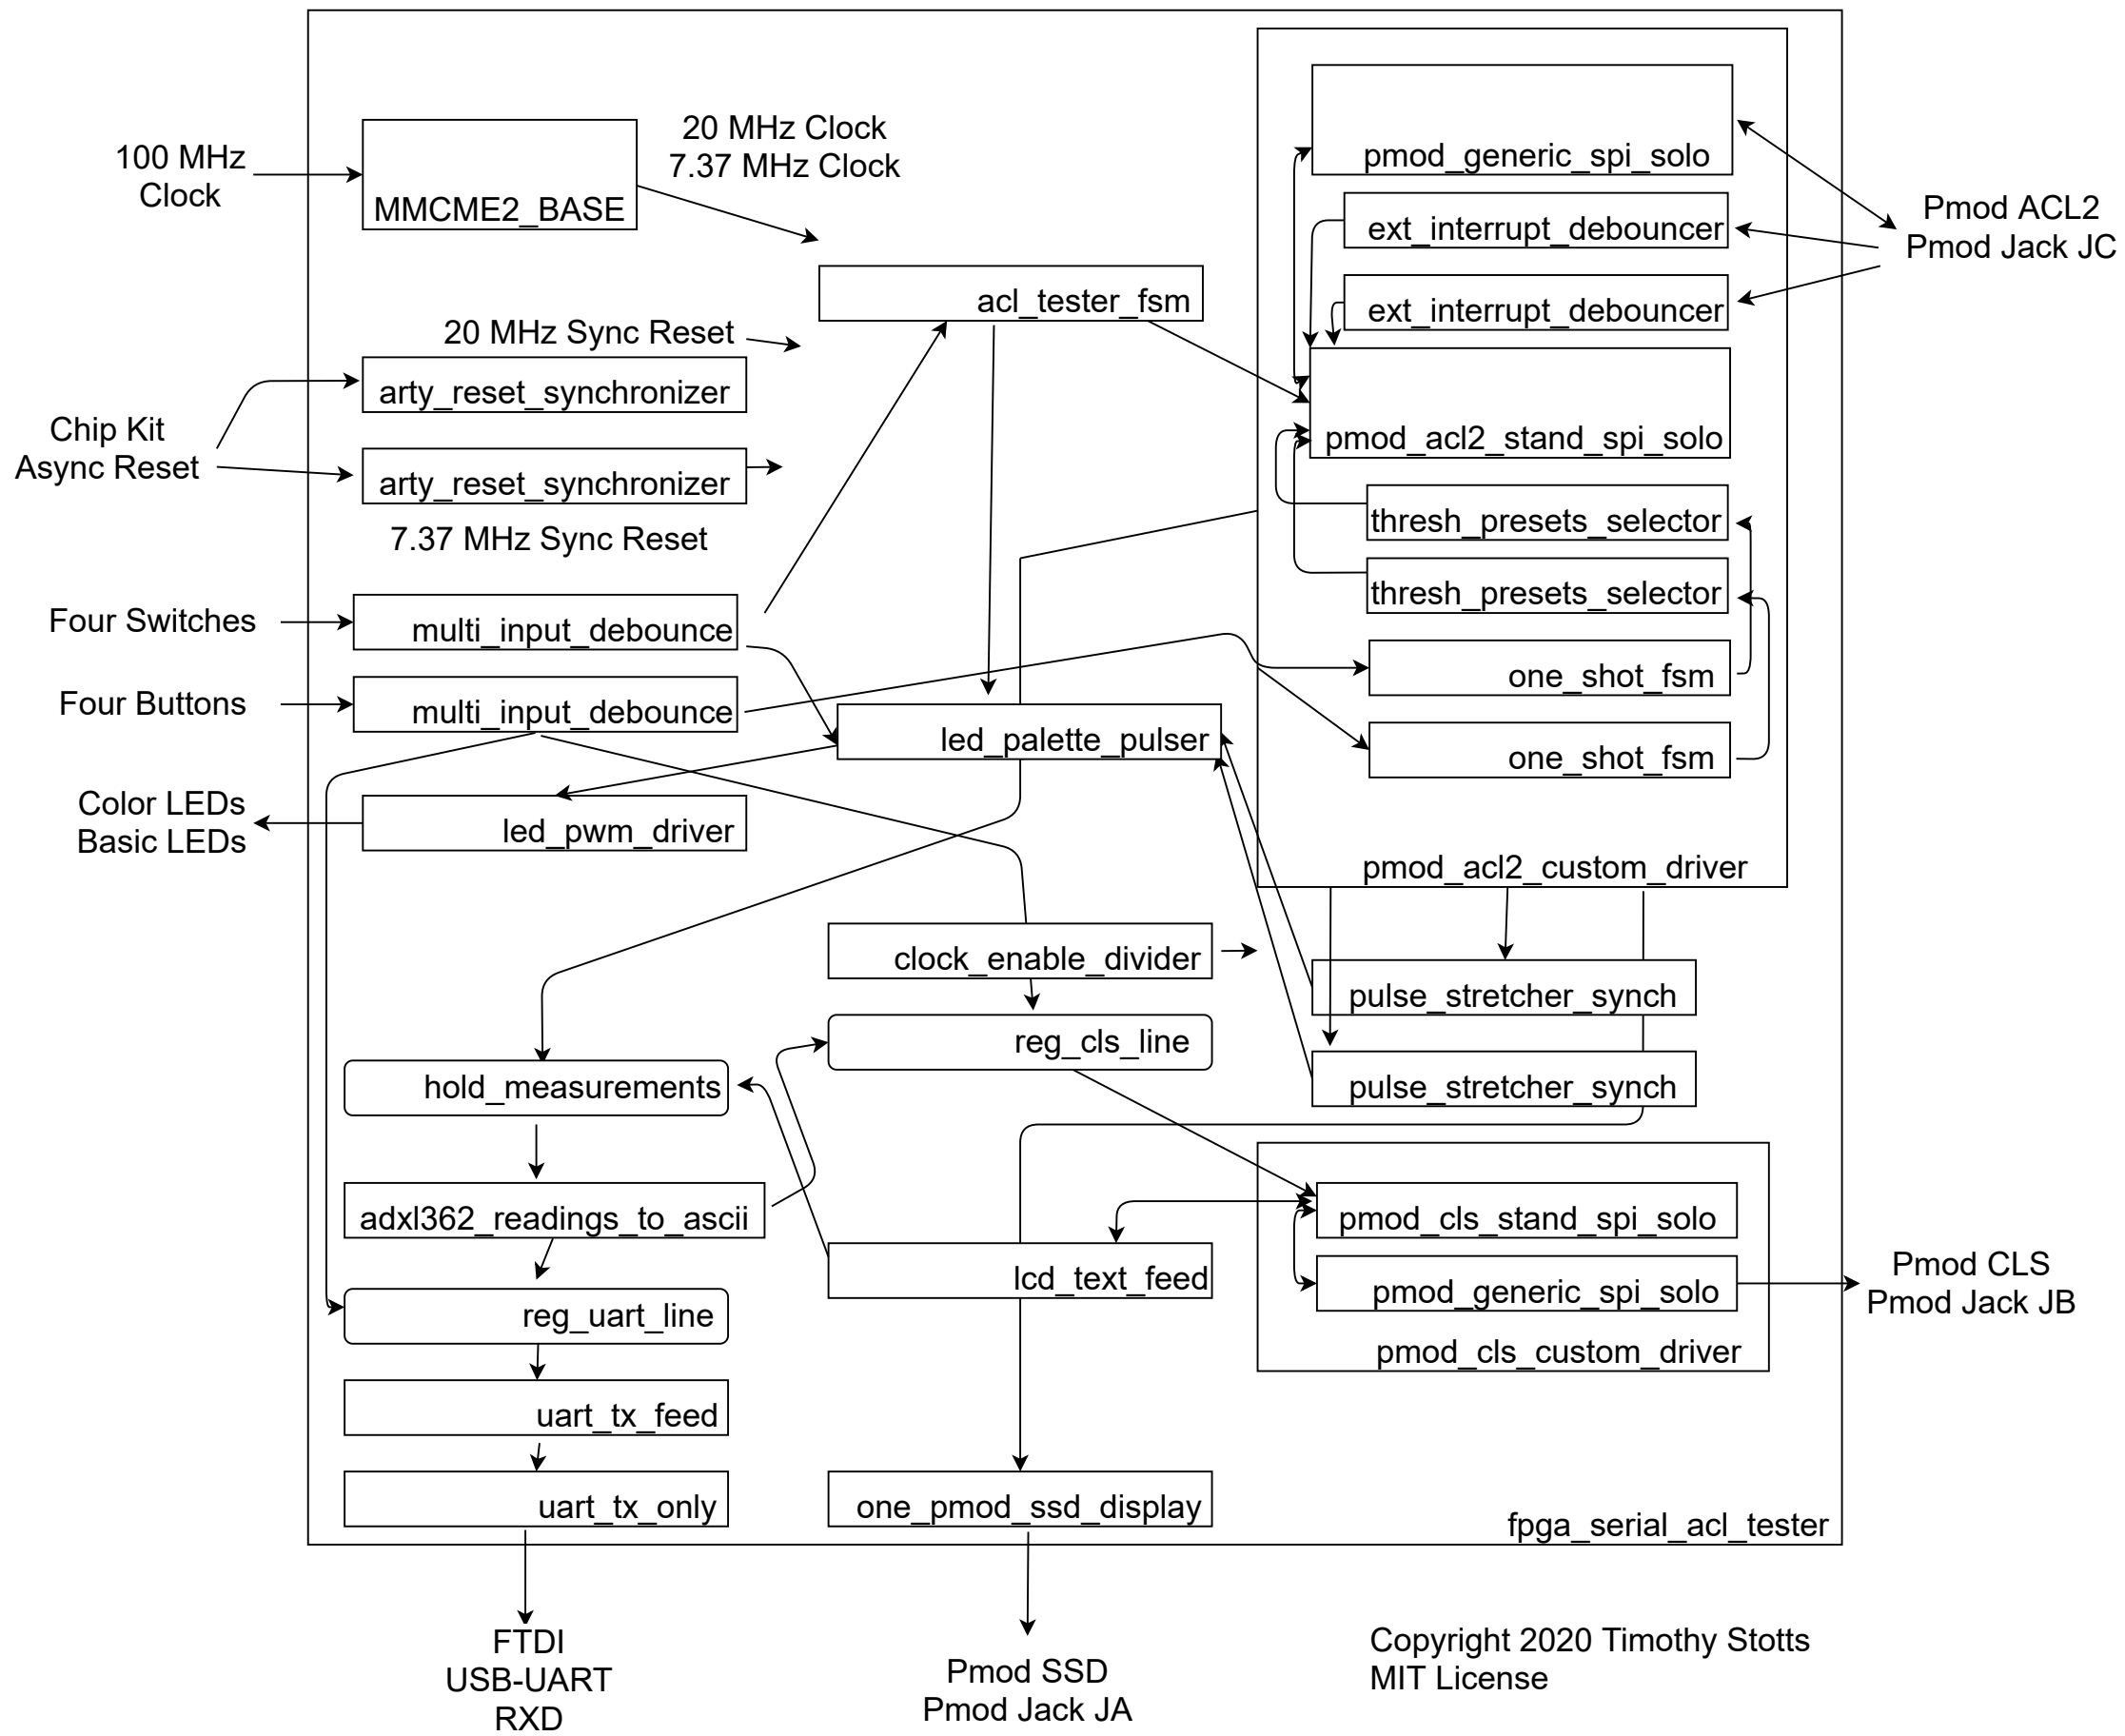 100 MHz
Clock
MMCME2_BASE
20 MHz Clock
7.37 MHz Clock
pmod_generic_spi_solo
ext_interrupt_debouncer
ext_interrupt_debouncer
Pmod ACL2
Pmod Jack JC
acl_tester_fsm
20 MHz Sync Reset
arty_reset_synchronizer
Chip Kit
Async Reset
arty_reset_synchronizer
7.37 MHz Sync Reset
pmod_acl2_stand_spi_solo
thresh_presets_selector
thresh_presets_selector
Four Switches
multi_input_debounce
one_shot_fsm
Four Buttons
multi_input_debounce
led_palette_pulser
one_shot_fsm
Color LEDs
Basic LEDs
led_pwm_driver
pmod_acl2_custom_driver
clock_enable_divider
pulse_stretcher_synch
reg_cls_line
hold_measurements
pulse_stretcher_synch
adxl362_readings_to_ascii
pmod_cls_stand_spi_solo
lcd_text_feed
pmod_generic_spi_solo
Pmod CLS
Pmod Jack JB
reg_uart_line
pmod_cls_custom_driver
uart_tx_feed
uart_tx_only
one_pmod_ssd_display
fpga_serial_acl_tester
FTDI
USB-UART
RXD
Pmod SSD
Pmod Jack JA
Copyright 2020 Timothy Stotts
MIT License